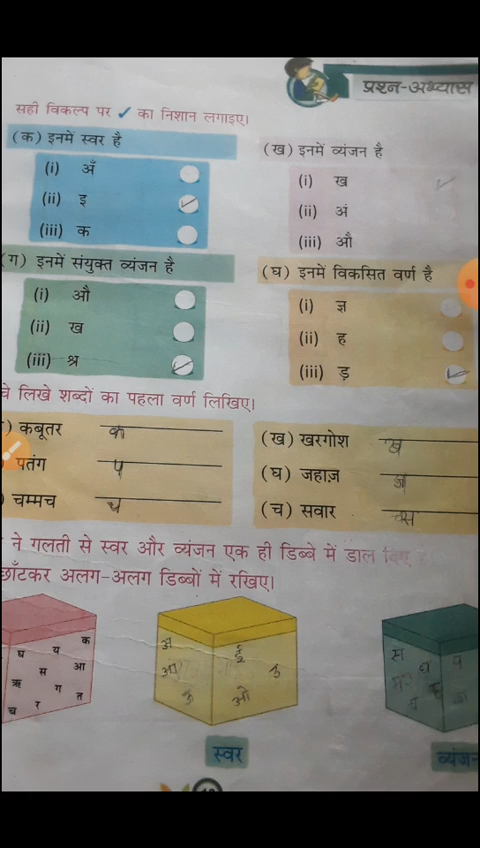 प्रश्न-अभ्यास
सही विकल्प पर ✓ का निशान लगाइए।
(क) इनमें स्वर है
(i) अँ
(ii) इ
(iii) क
(ख) इनमें व्यंजन है
(i) ख
(ii) अं
(iii) औ
(ग) इनमें संयुक्त व्यंजन है
(i) औ
(ii) ख
(iii) श्र
(घ) इनमें विकसित वर्ण है
(i) ज्ञ
(ii) ह
(iii) ड़
चे लिखे शब्दों का पहला वर्ण लिखिए।
) कबूतर क
पतंग प
) चम्मच च
(ख) खरगोश ख
(घ) जहाज़ ज
(च) सवार स
ने गलती से स्वर और व्यंजन एक ही डिब्बे में डाल दिए
छाँटकर अलग-अलग डिब्बों में रखिए।
क
घ य
स आ
ऋ ग त
च र
अ ई
आ
ओ
स घ प
स्वर
व्यंजन